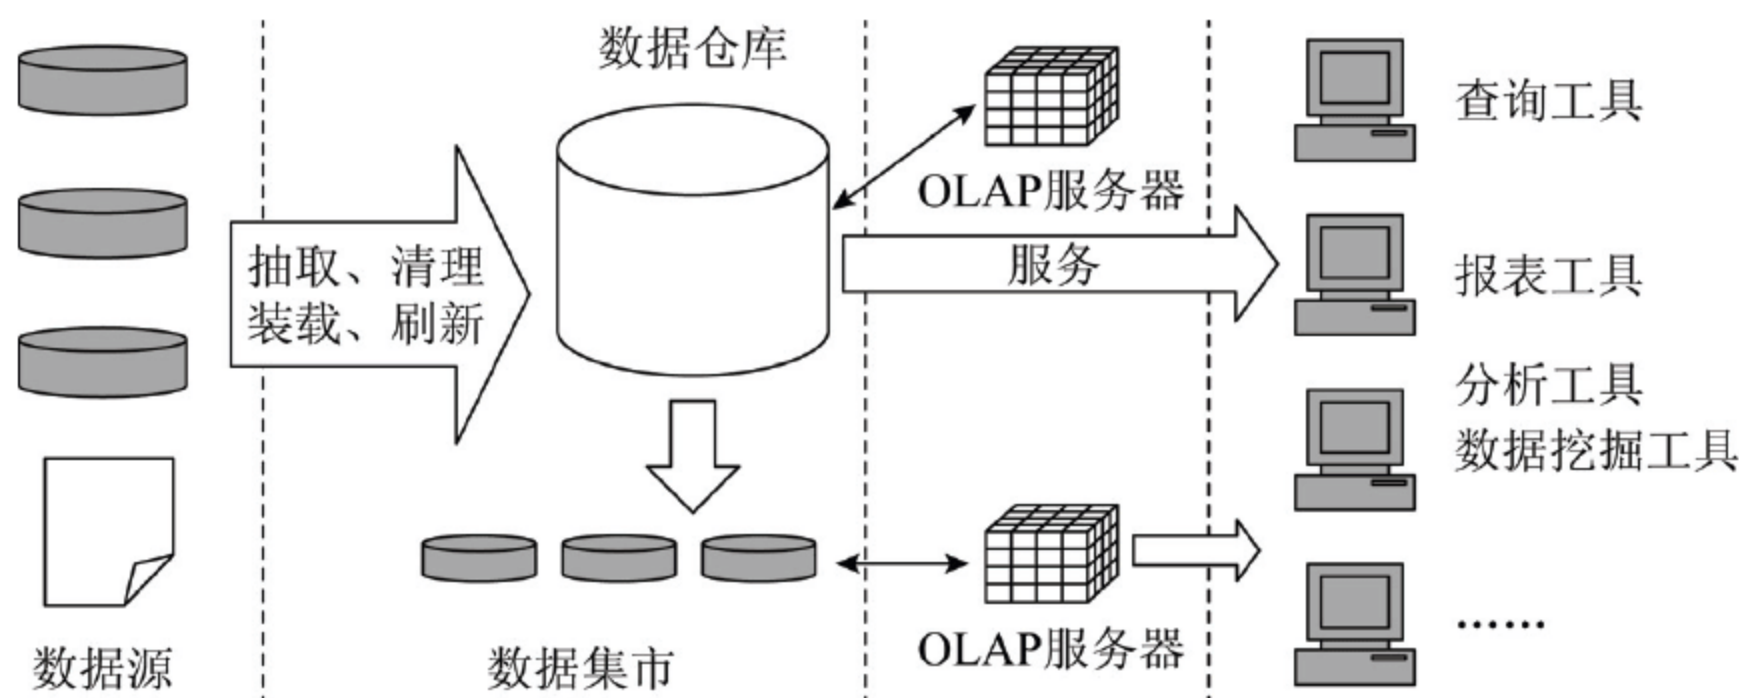 数据仓库
查询工具
OLAP服务器
抽取、清理
装载、刷新
服务
报表工具
分析工具
数据挖掘工具
……
数据源
数据集市
OLAP服务器